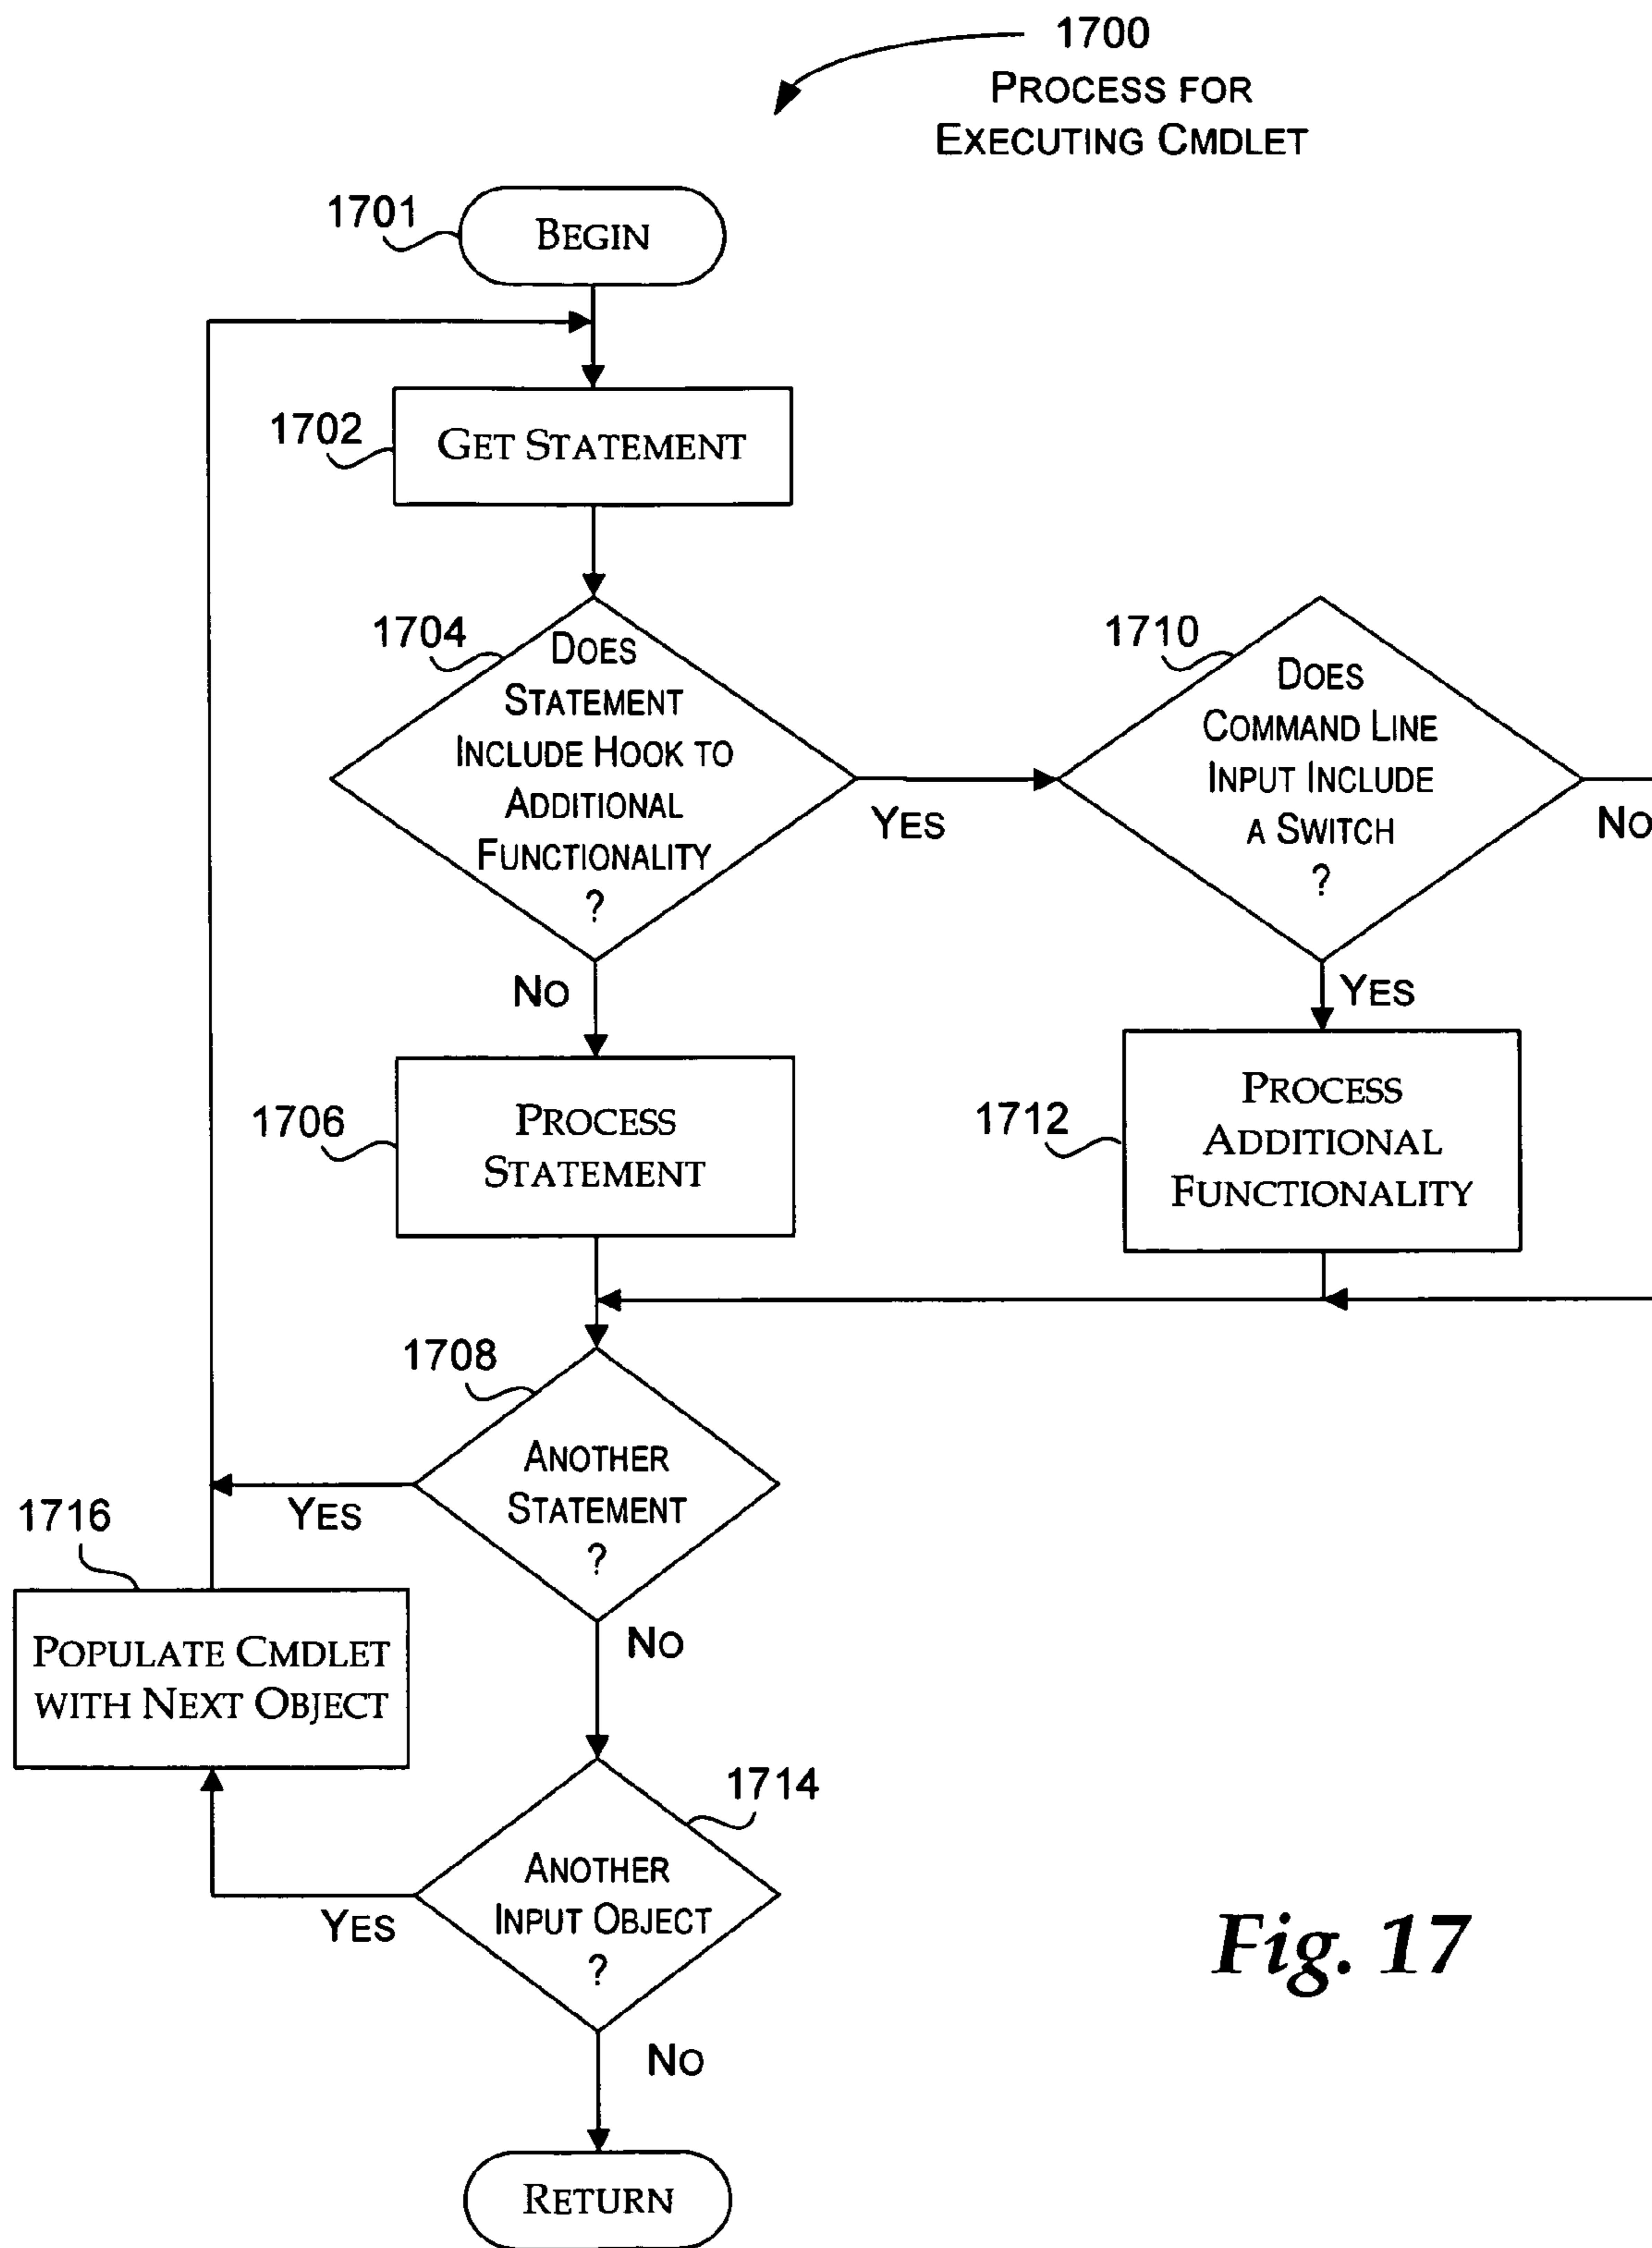 1700
PROCESS FOR
EXECUTING CMDLET
1701
BEGIN
1702
GET STATEMENT
1704
DOES
STATEMENT
INCLUDE HOOK TO
ADDITIONAL
FUNCTIONALITY
?
YES
NO
1710
DOES
COMMAND LINE
INPUT INCLUDE
A SWITCH
?
NO
YES
1706
PROCESS
STATEMENT
1712
PROCESS
ADDITIONAL
FUNCTIONALITY
1708
ANOTHER
STATEMENT
?
YES
NO
1716
POPULATE CMDLET
WITH NEXT OBJECT
1714
ANOTHER
INPUT OBJECT
?
YES
NO
RETURN
Fig. 17